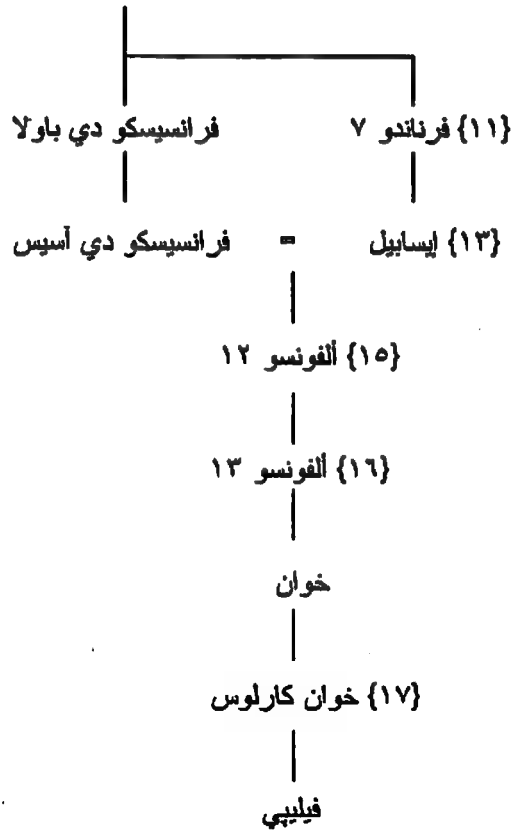 {١١} فرناندو ٧ فرانسيسكو دي باولا
{١٣} إيسابيل = فرانسيسكو دي آسيس
{١٥} ألفونسو ١٢
{١٦} ألفونسو ١٣
خوان
{١٧} خوان كارلوس
فيليپي